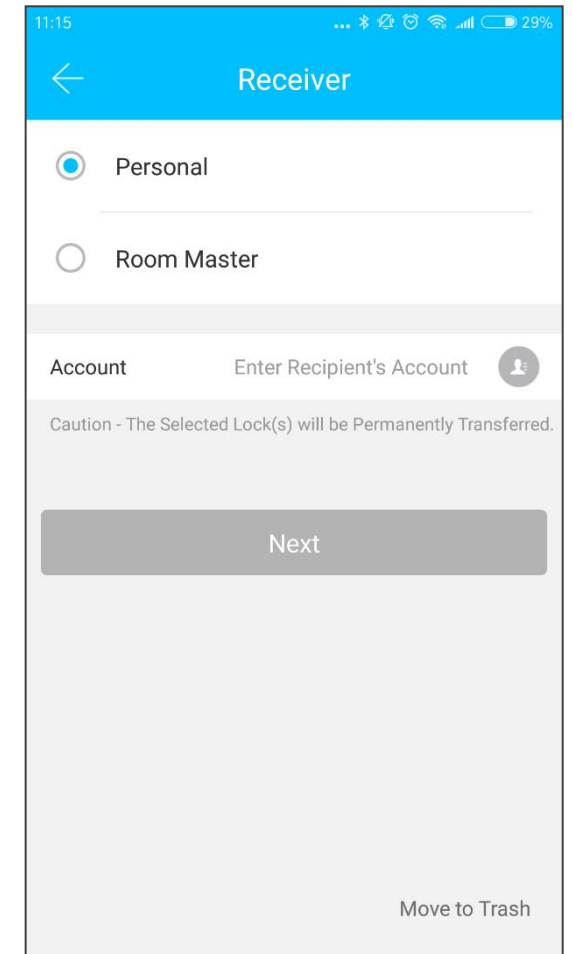 11:15 ... 29%
Receiver
Personal
Room Master
Account Enter Recipient's Account
Caution - The Selected Lock(s) will be Permanently Transferred.
Next
Move to Trash